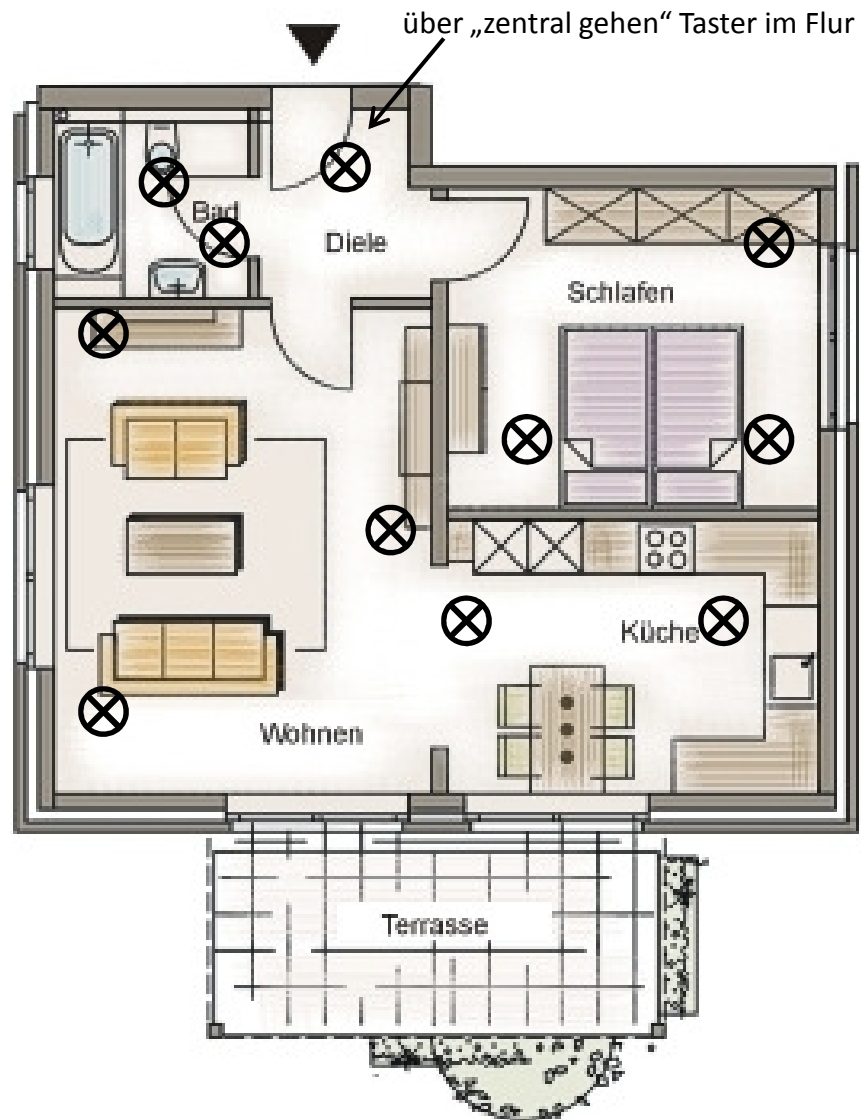 über „zentral gehen“ Taster im Flur
Bad
Diele
Schlafen
Küche
Wohnen
Terrasse